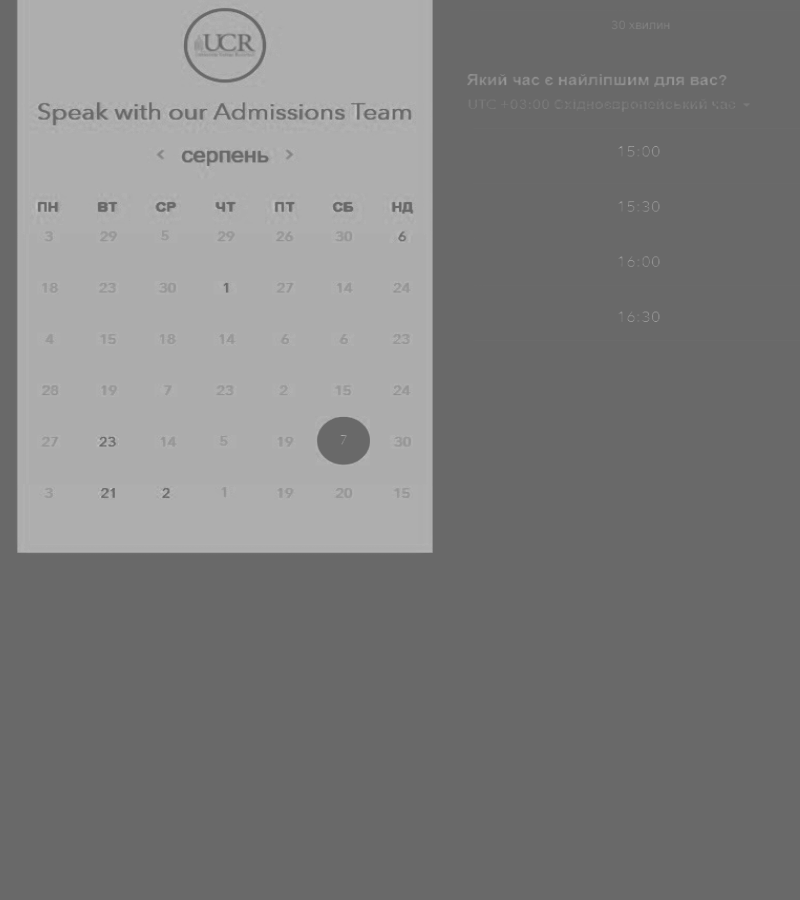 UCR
Speak with our Admissions Team
< серпень >
ПН ВТ СР ЧТ ПТ СБ НД
3 29 5 29 26 30 6
18 23 30 1 27 14 24
4 15 18 14 6 6 23
28 19 7 23 2 15 24
27 23 14 5 19 7 30
3 21 2 1 19 20 15
30 хвилин
Який час є найліпшим для вас?
UTC +03:00 Східноєвропейський час
15:00
15:30
16:00
16:30